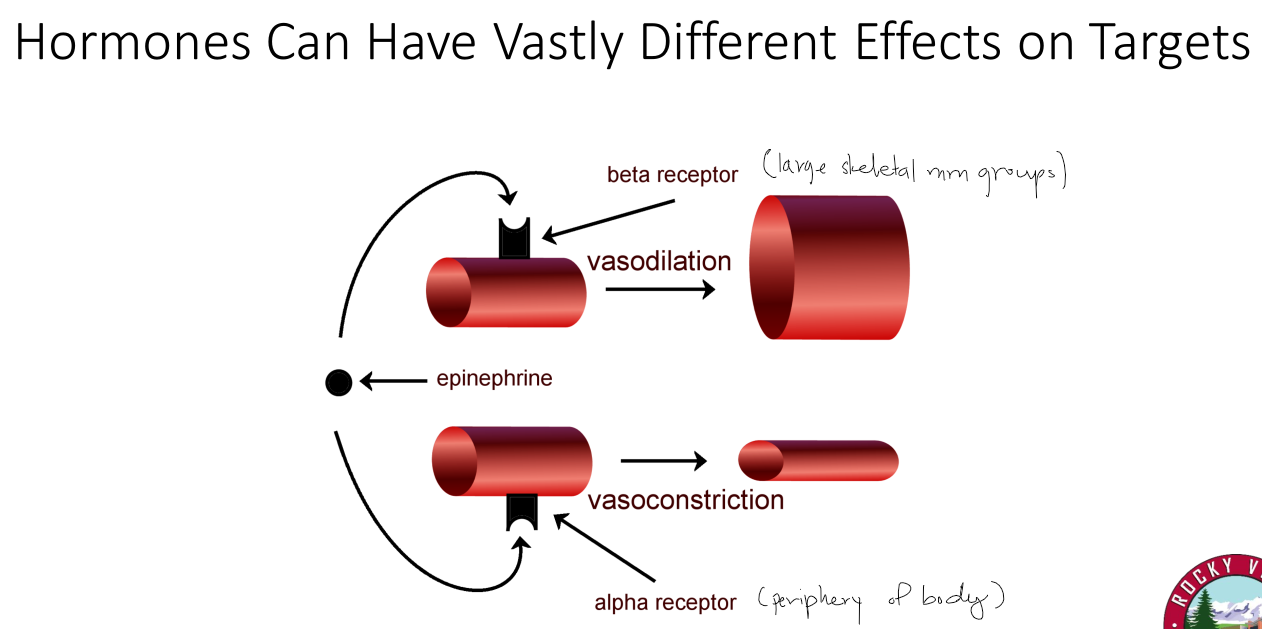 Hormones Can Have Vastly Different Effects on Targets
beta receptor (large skeletal mm groups)
vasodilation
epinephrine
vasoconstriction
alpha receptor (periphery of body)
ROCKY V